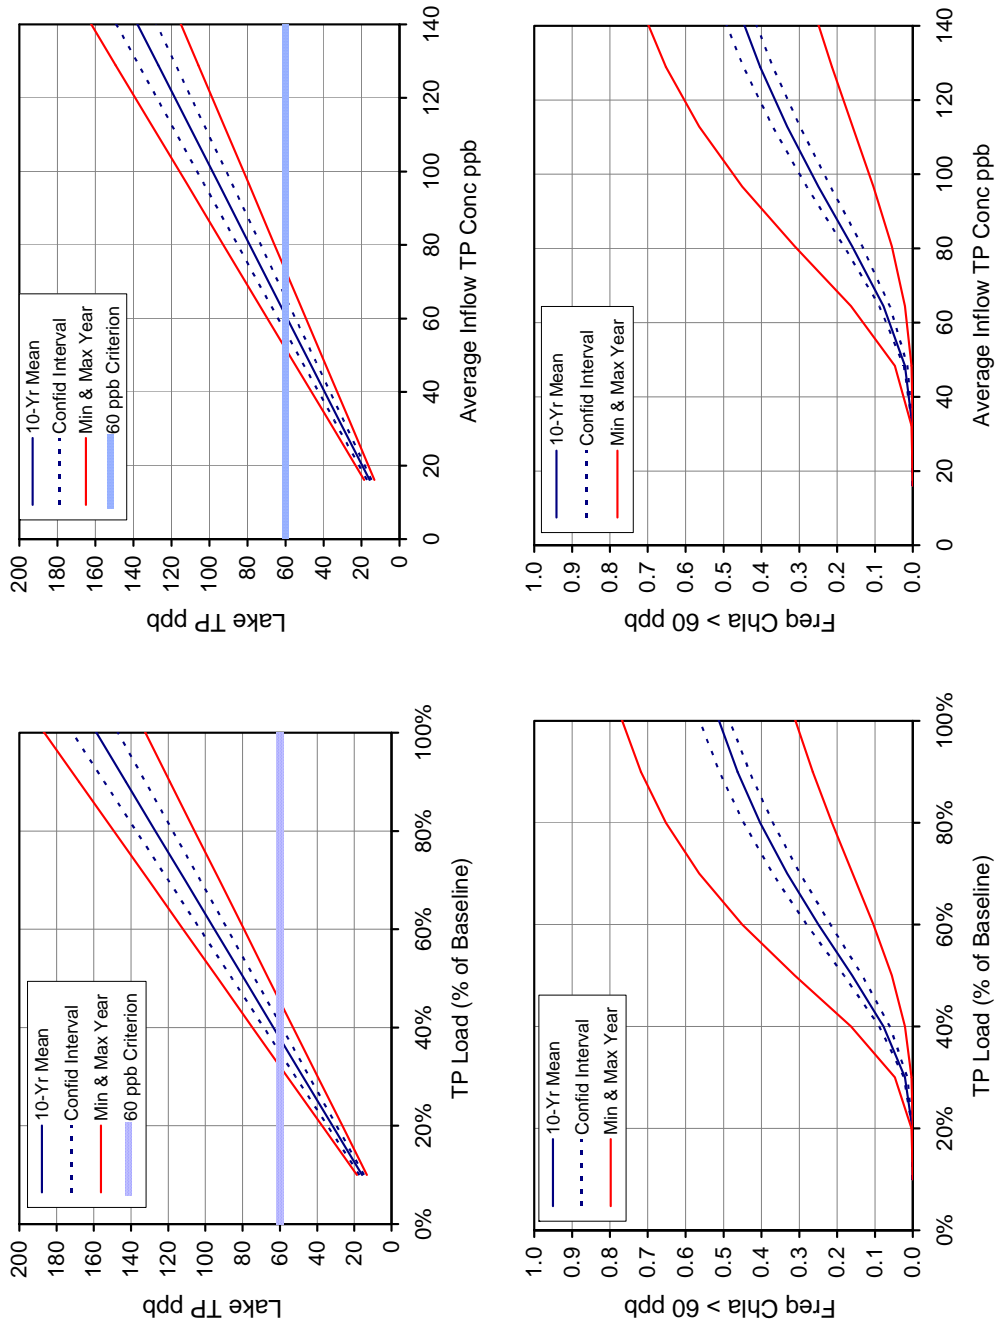 Lake TP ppb
200
180
160
140
120
100
80
60
40
20
0
10-Yr Mean
Confid Interval
Min & Max Year
60 ppb Criterion
0% 20% 40% 60% 80% 100%
TP Load (% of Baseline)
Lake TP ppb
200
180
160
140
120
100
80
60
40
20
0
10-Yr Mean
Confid Interval
Min & Max Year
60 ppb Criterion
0 20 40 60 80 100 120 140
Average Inflow TP Conc ppb
Freq Chla > 60 ppb
1.0
0.9
0.8
0.7
0.6
0.5
0.4
0.3
0.2
0.1
0.0
10-Yr Mean
Confid Interval
Min & Max Year
0% 20% 40% 60% 80% 100%
TP Load (% of Baseline)
Freq Chla > 60 ppb
1.0
0.9
0.8
0.7
0.6
0.5
0.4
0.3
0.2
0.1
0.0
10-Yr Mean
Confid Interval
Min & Max Year
0 20 40 60 80 100 120 140
Average Inflow TP Conc ppb